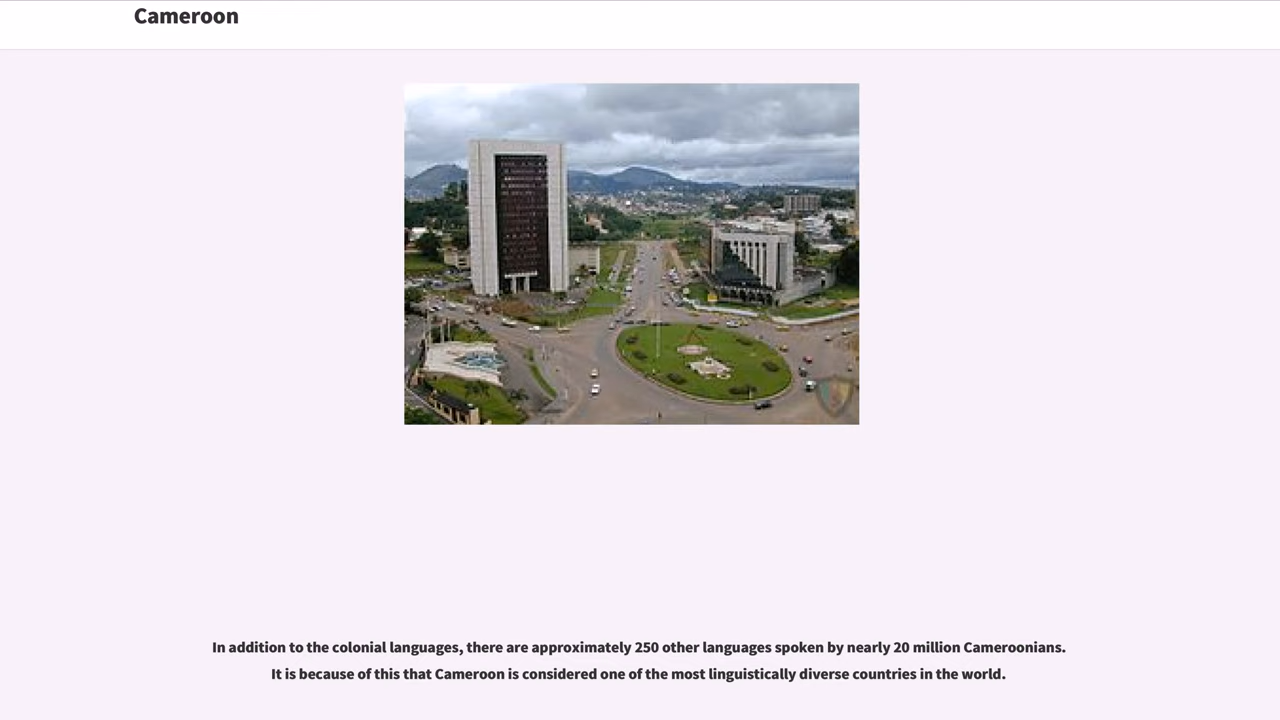 Cameroon
In addition to the colonial languages, there are approximately 250 other languages spoken by nearly 20 million Cameroonians.
It is because of this that Cameroon is considered one of the most linguistically diverse countries in the world.